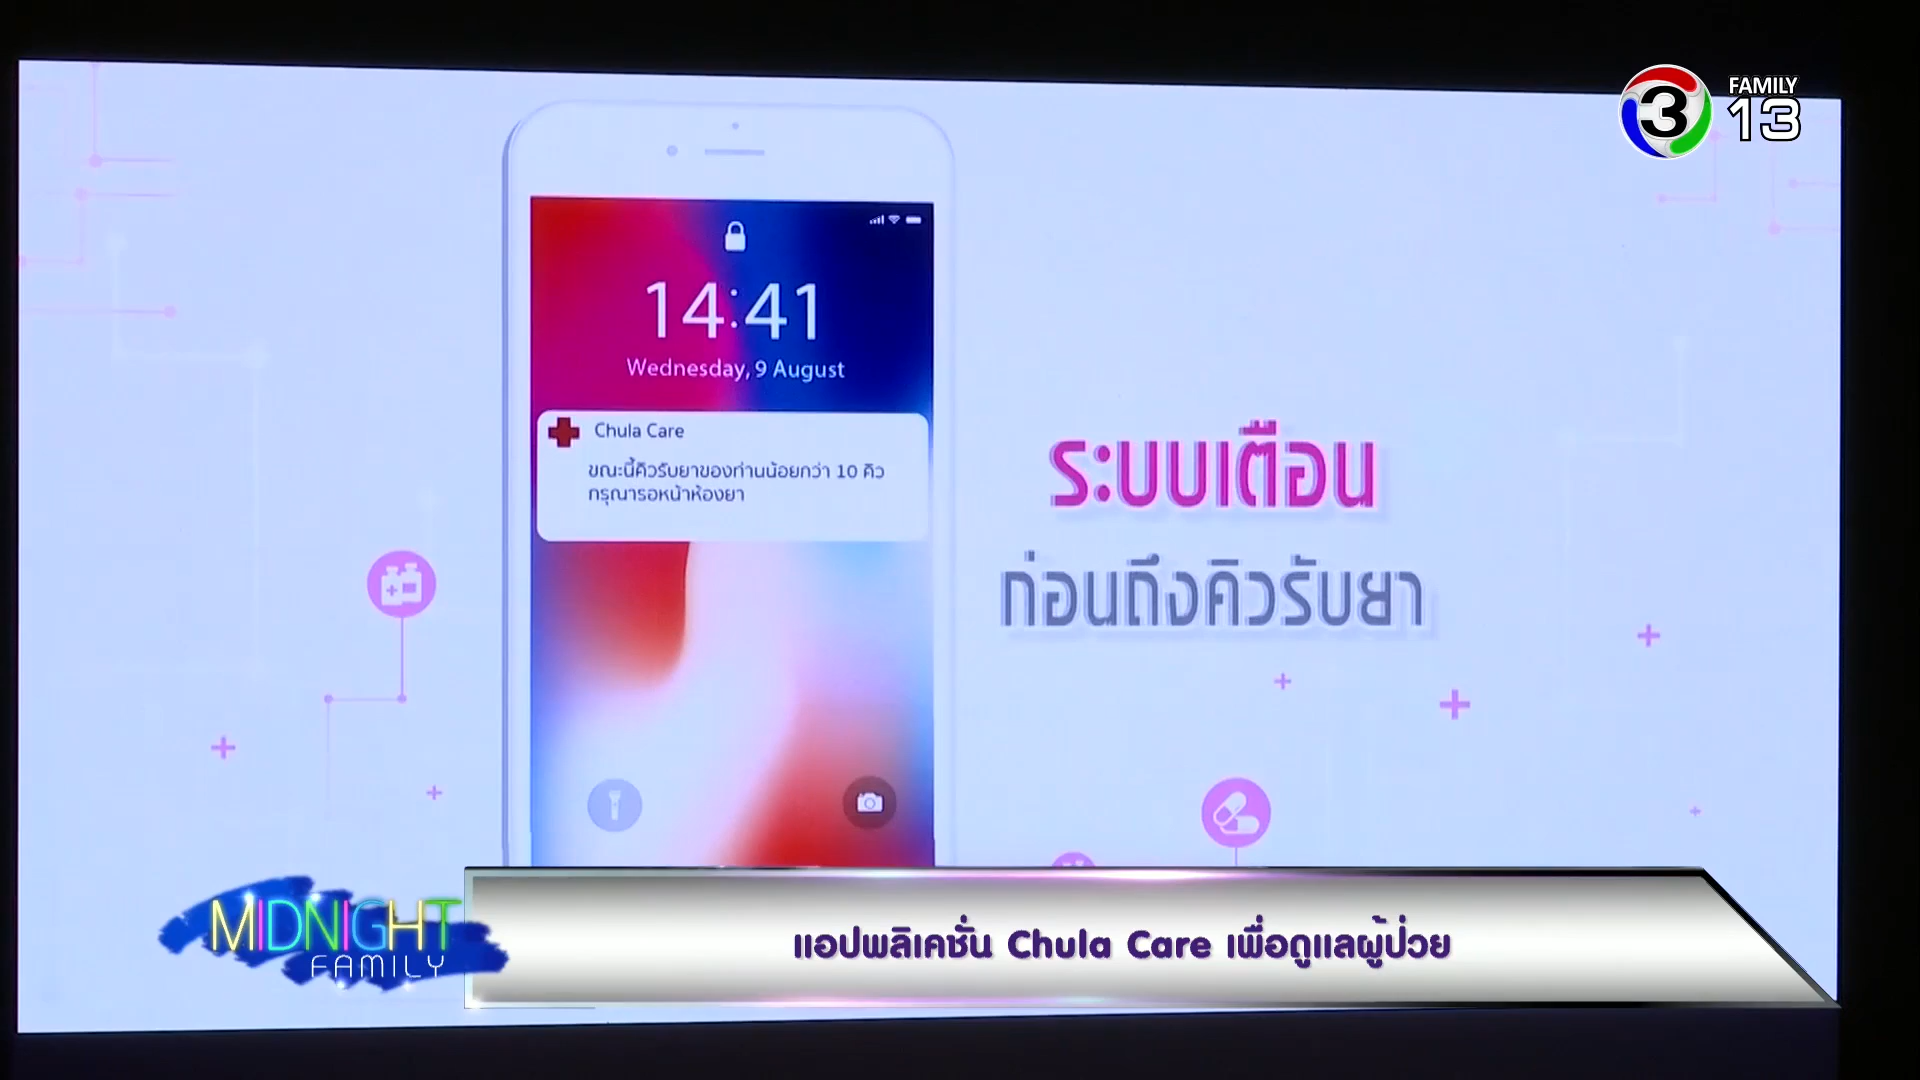 3 FAMILY
13
14:41
Wednesday, 9 August
Chula Care
ขณะนี้คิวรับยาของท่านน้อยกว่า 10 คิว
กรุณารอหน้าห้องยา
ระบบเตือน
ก่อนถึงคิวรับยา
MIDNIGHT
FAMILY
แอปพลิเคชั่น Chula Care เพื่อดูแลผู้ป่วย